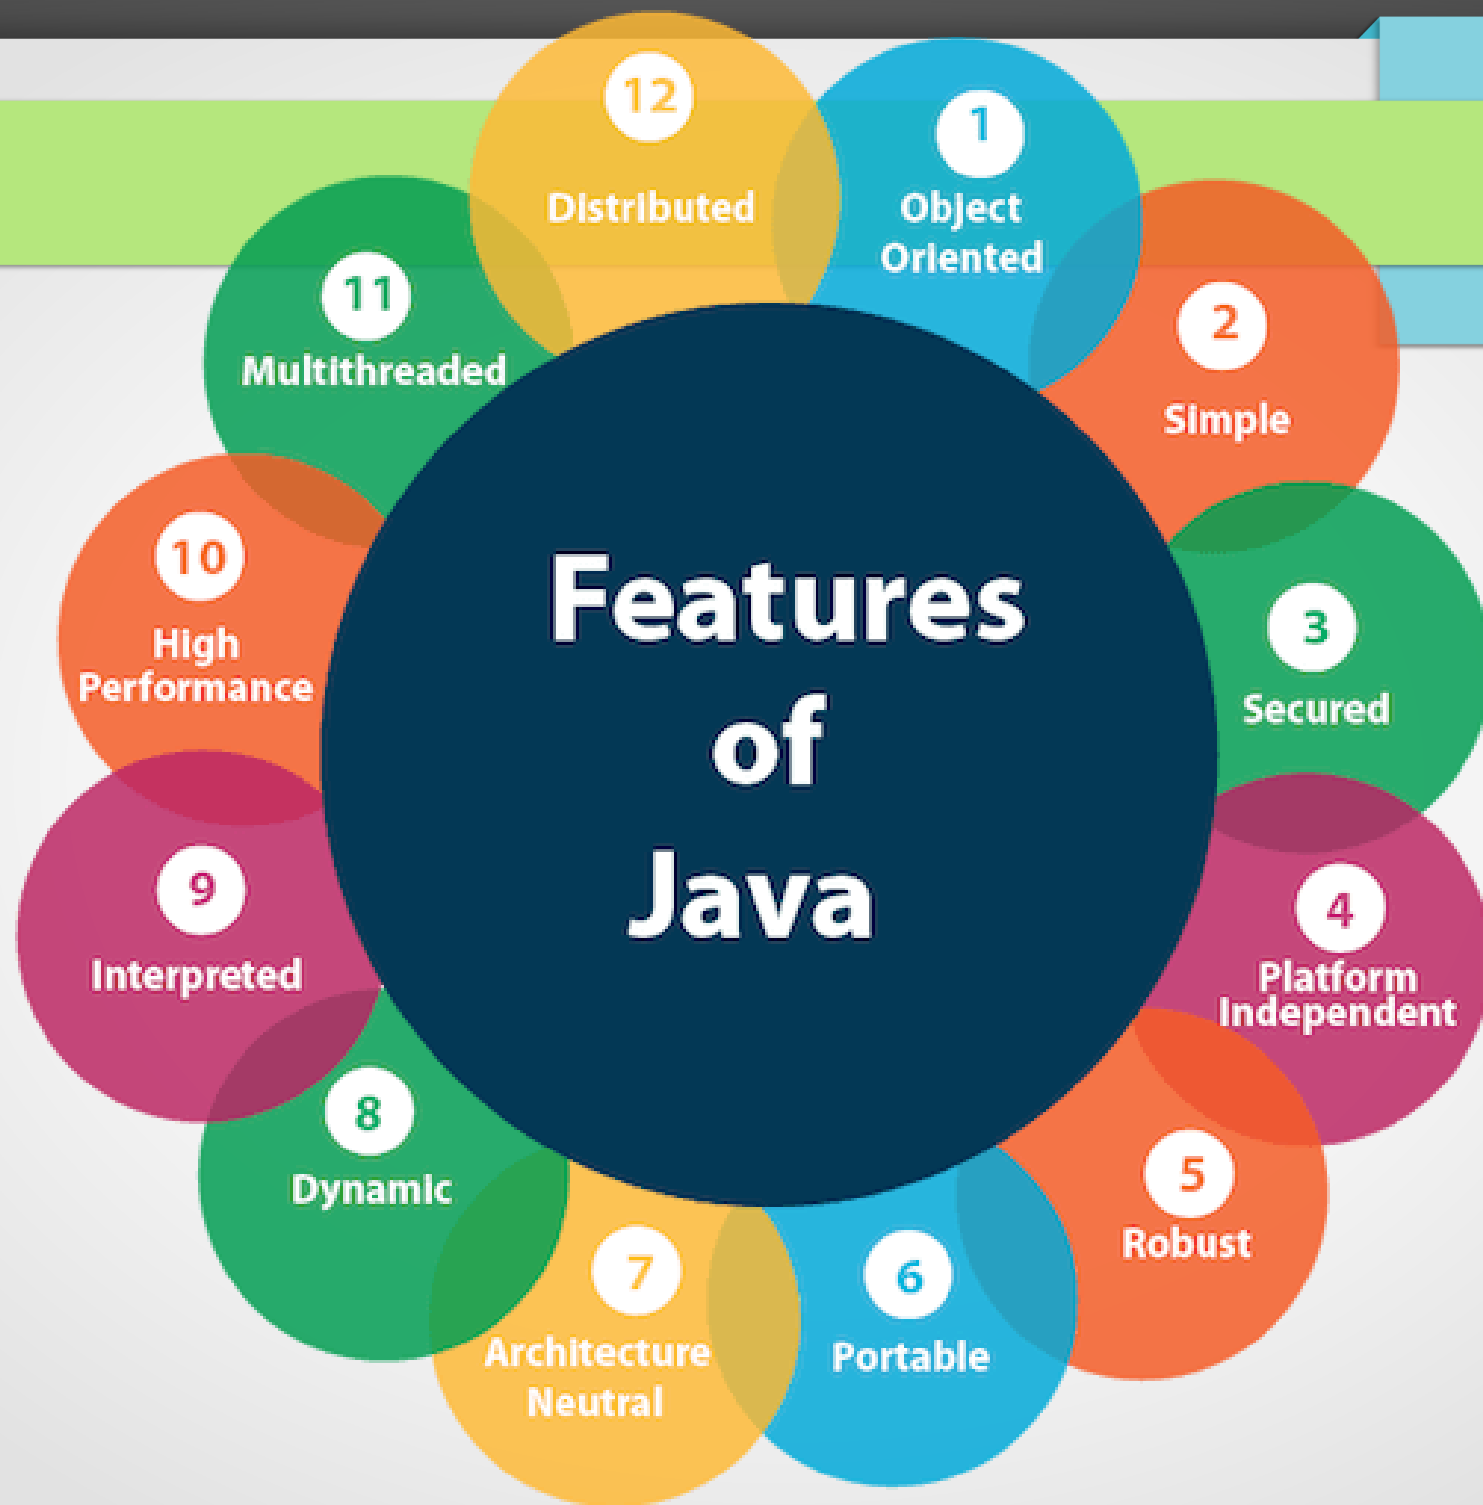 Features
of
Java
1
Object
Oriented
2
Simple
3
Secured
4
Platform
Independent
5
Robust
6
Portable
7
Architecture
Neutral
8
Dynamic
9
Interpreted
10
High
Performance
11
Multithreaded
12
Distributed